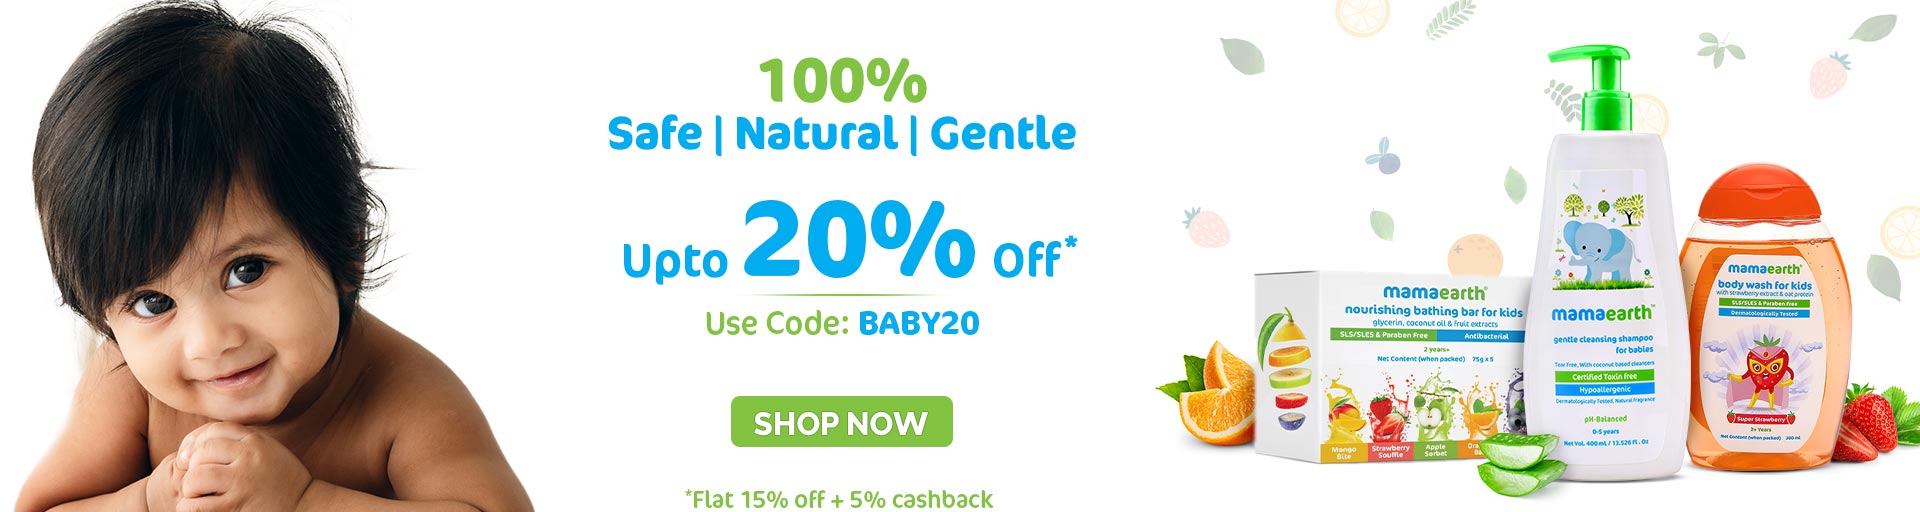 100%
Safe | Natural | Gentle
Upto 20% Off*
Use Code: BABY20
SHOP NOW
*Flat 15% off + 5% cashback
mamaearth
nourishing bathing bar for kids
glycerin, coconut oil & fruit extracts
SLS/SLES & Paraben Free
Antibacterial
2 years+
Net Content (when packed) 75g x 5
Mango
Bite
Strawberry
Souffle
Apple
Sorbet
mamaearth™
gentle cleansing shampoo
for babies
Tear Free, With coconut based cleansers
Certified Toxin Free
Hypoallergenic
Dermatologically Tested, Natural Fragrance
pH-Balanced
0-5 years
Net Vol. 400 mL / 13.526 fl. Oz
mamaearth
body wash for kids
with strawberry extract & oat protein
SLS/SLES & Paraben Free
Dermatologically Tested
Super Strawberry
2+ Years
Net Content (when packed) 300 ml